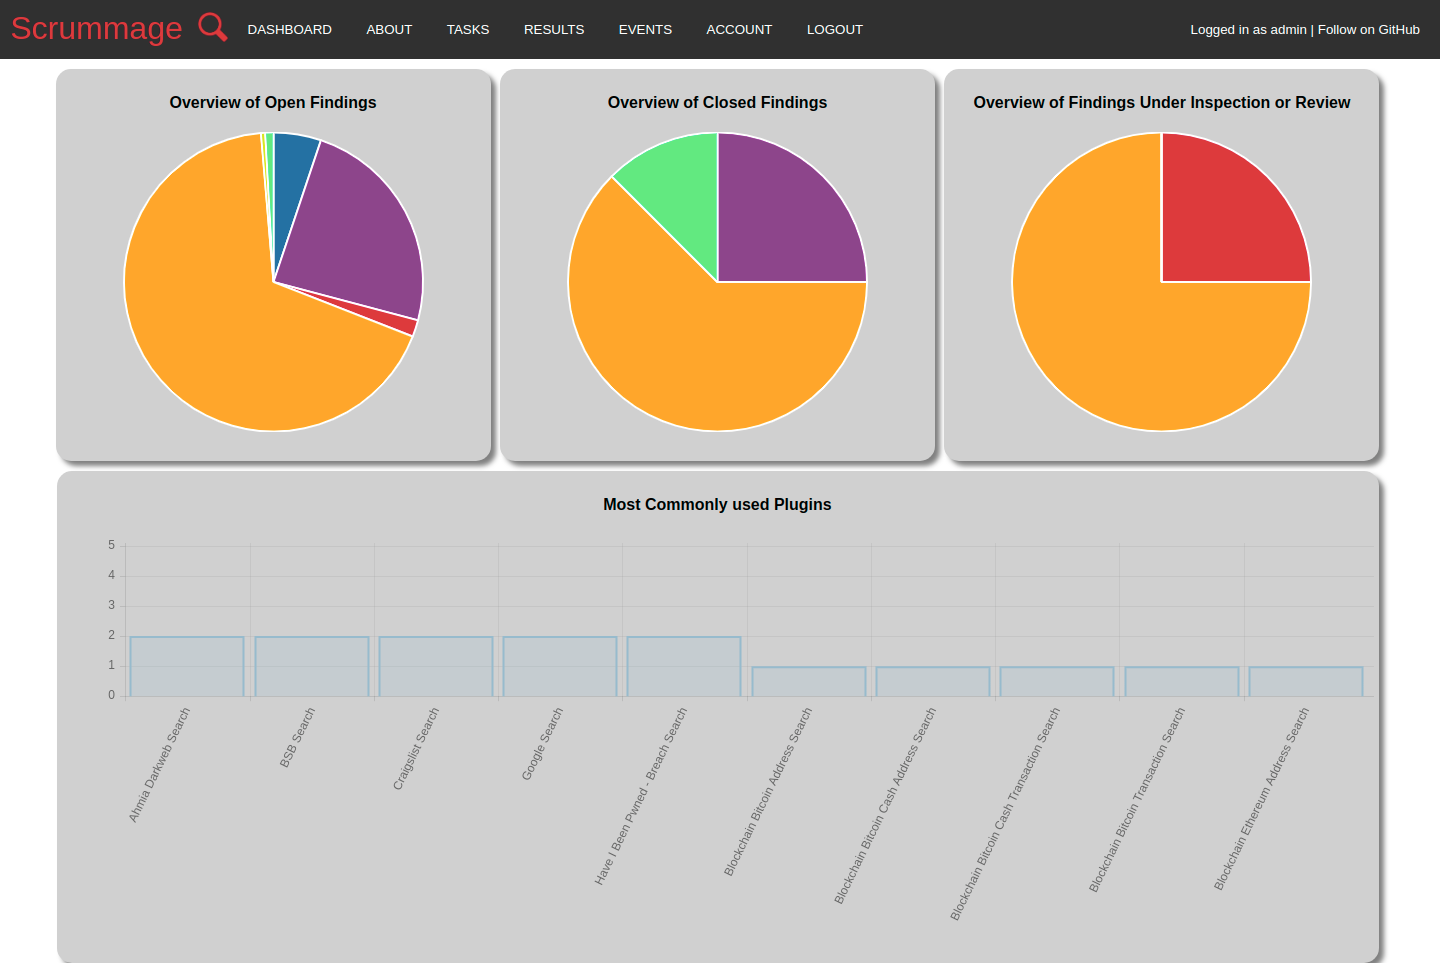 Scrummage
DASHBOARD ABOUT TASKS RESULTS EVENTS ACCOUNT LOGOUT
Logged in as admin | Follow on GitHub
Overview of Open Findings
Overview of Closed Findings
Overview of Findings Under Inspection or Review
Most Commonly used Plugins
5
4
3
2
1
0
Ahmia Darkweb Search
BSB Search
Craigslist Search
Google Search
Have I Been Pwned - Breach Search
Blockchain Bitcoin Address Search
Blockchain Bitcoin Cash Address Search
Blockchain Bitcoin Cash Transaction Search
Blockchain Bitcoin Transaction Search
Blockchain Ethereum Address Search